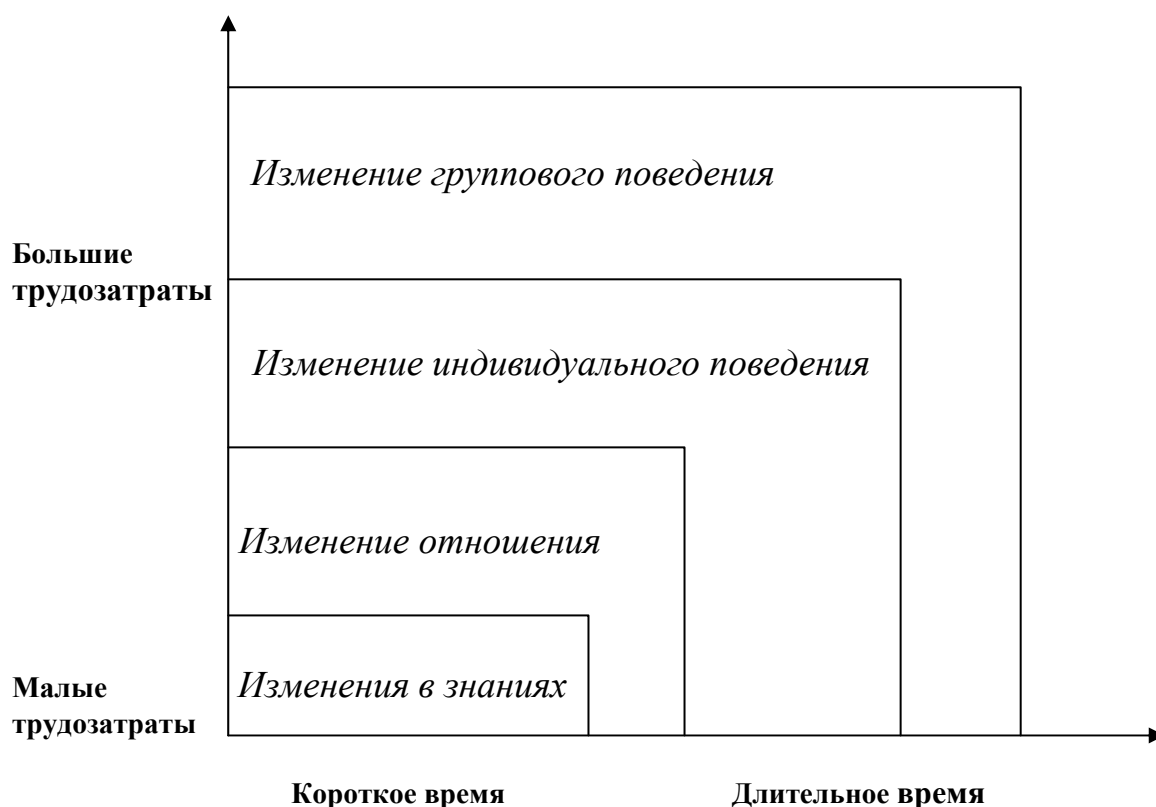 Изменение группового поведения
Большие
трудозатраты
Изменение индивидуального поведения
Изменение отношения
Изменения в знаниях
Малые
трудозатраты
Короткое время
Длительное время